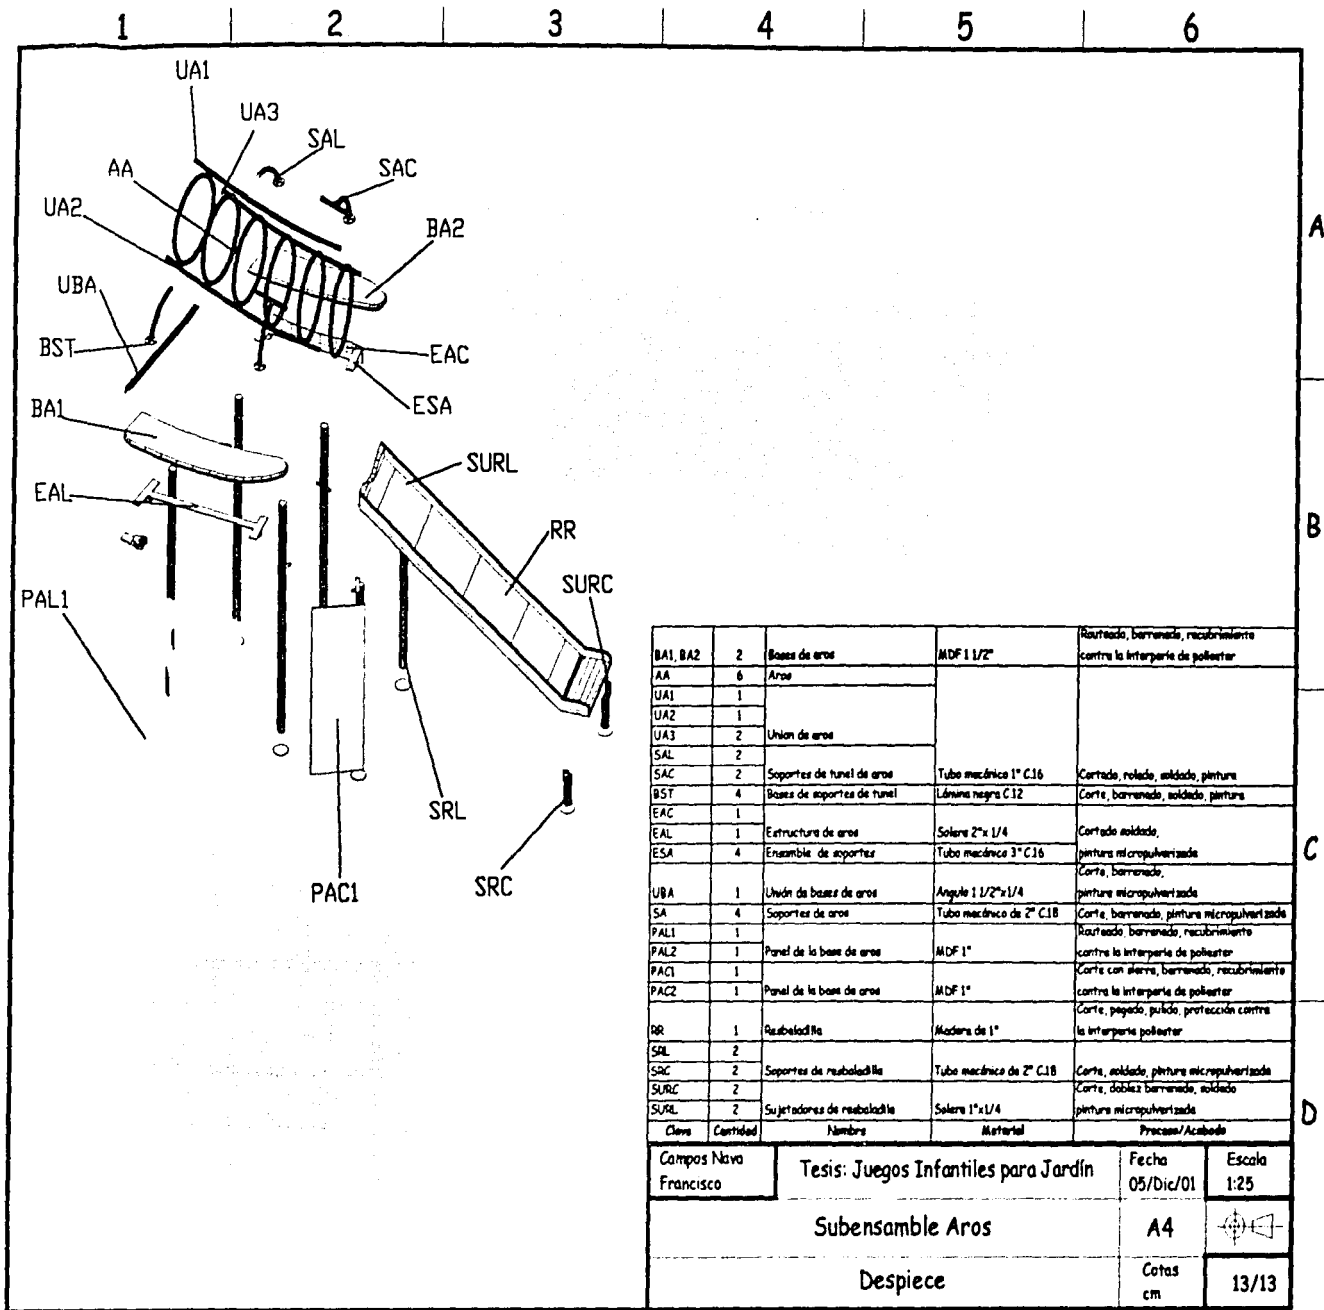 1 2 3 4 5 6
UA1
UA3
SAL
AA
SAC
UA2
BA2
UBA
BST
EAC
ESA
BA1
SURL
EAL
RR
SURC
PAL1
SRL
SRC
PAC1
A
B
C
D
BA1, BA2 2 Bases de aros MDF 1 1/2" Routeado, barrenado, recubrimiento
contra la interperie de poliester
AA 6 Aros
UA1 1
UA2 1
UA3 2 Union de aros
SAL 2
SAC 2 Soportes de tunel de aros Tubo mecánico 1" C.16 Cortado, rolado, soldado, pintura
BST 4 Bases de soportes de tunel Lámina negra C.12 Corte, barrenado, soldado, pintura
EAC 1
EAL 1 Estructura de aros Solera 2"x 1/4 Cortado soldado,
ESA 4 Ensamble de soportes Tubo mecánico 3" C.16 pintura micropulverizada
Corte, barrenado,
UBA 1 Unión de bases de aros Angulo 1 1/2"x1/4 pintura micropulverizada
SA 4 Soportes de aros Tubo mecánico de 2" C.18 Corte, barrenado, pintura micropulverizada
PAL1 1 Routeado, barrenado, recubrimiento
PAL2 1 Panel de la base de aros MDF 1" contra la interperie de poliester
PAC1 1 Corte con sierra, barrenado, recubrimiento
PAC2 1 Panel de la base de aros MDF 1" contra la interperie de poliester
Corte, pegado, pulido, protección contra
RR 1 Resbaladilla Madera de 1" la interperie poliester
SRL 2
SRC 2 Soportes de resbaladilla Tubo mecánico de 2" C.18 Corte, soldado, pintura micropulverizada
SURC 2 Corte, doblez barrenado, soldado
SURL 2 Sujetadores de resbaladilla Solera 1"x1/4 pintura micropulverizada
Clave Cantidad Nombre Material Proceso/Acabado
Campos Nava
Francisco
Tesis: Juegos Infantiles para Jardín
Fecha
05/Dic/01
Escala
1:25
Subensamble Aros
A4
Despiece
Cotas
cm
13/13